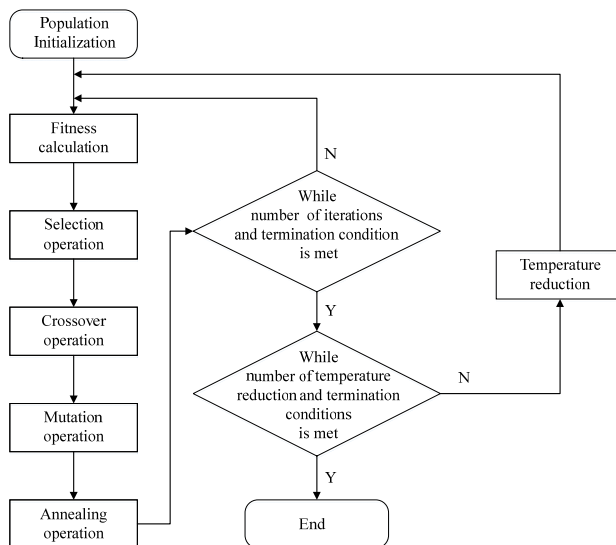 Population
Initialization
Fitness
calculation
Selection
operation
Crossover
operation
Mutation
operation
Annealing
operation
N
While
number of iterations
and termination condition
is met
Y
While
number of temperature
reduction and termination
conditions
is met
N
Y
End
Temperature
reduction